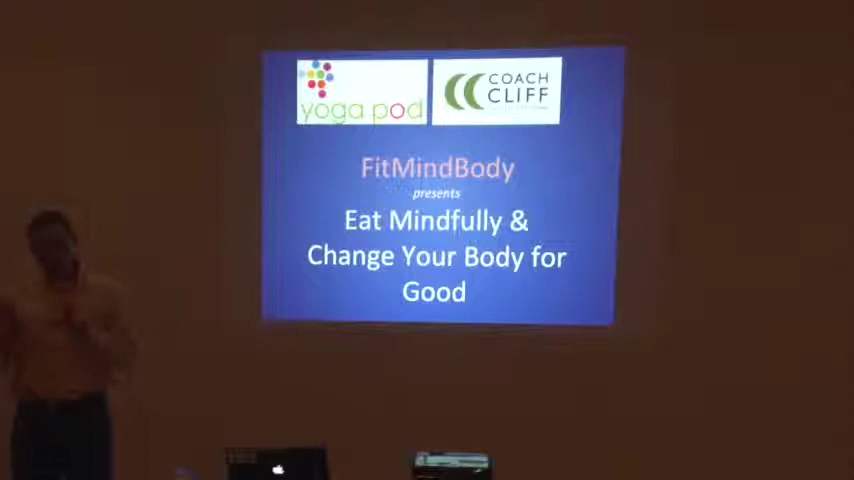 yoga pod
COACH
CLIFF
FitMindBody
presents
Eat Mindfully &
Change Your Body for
Good